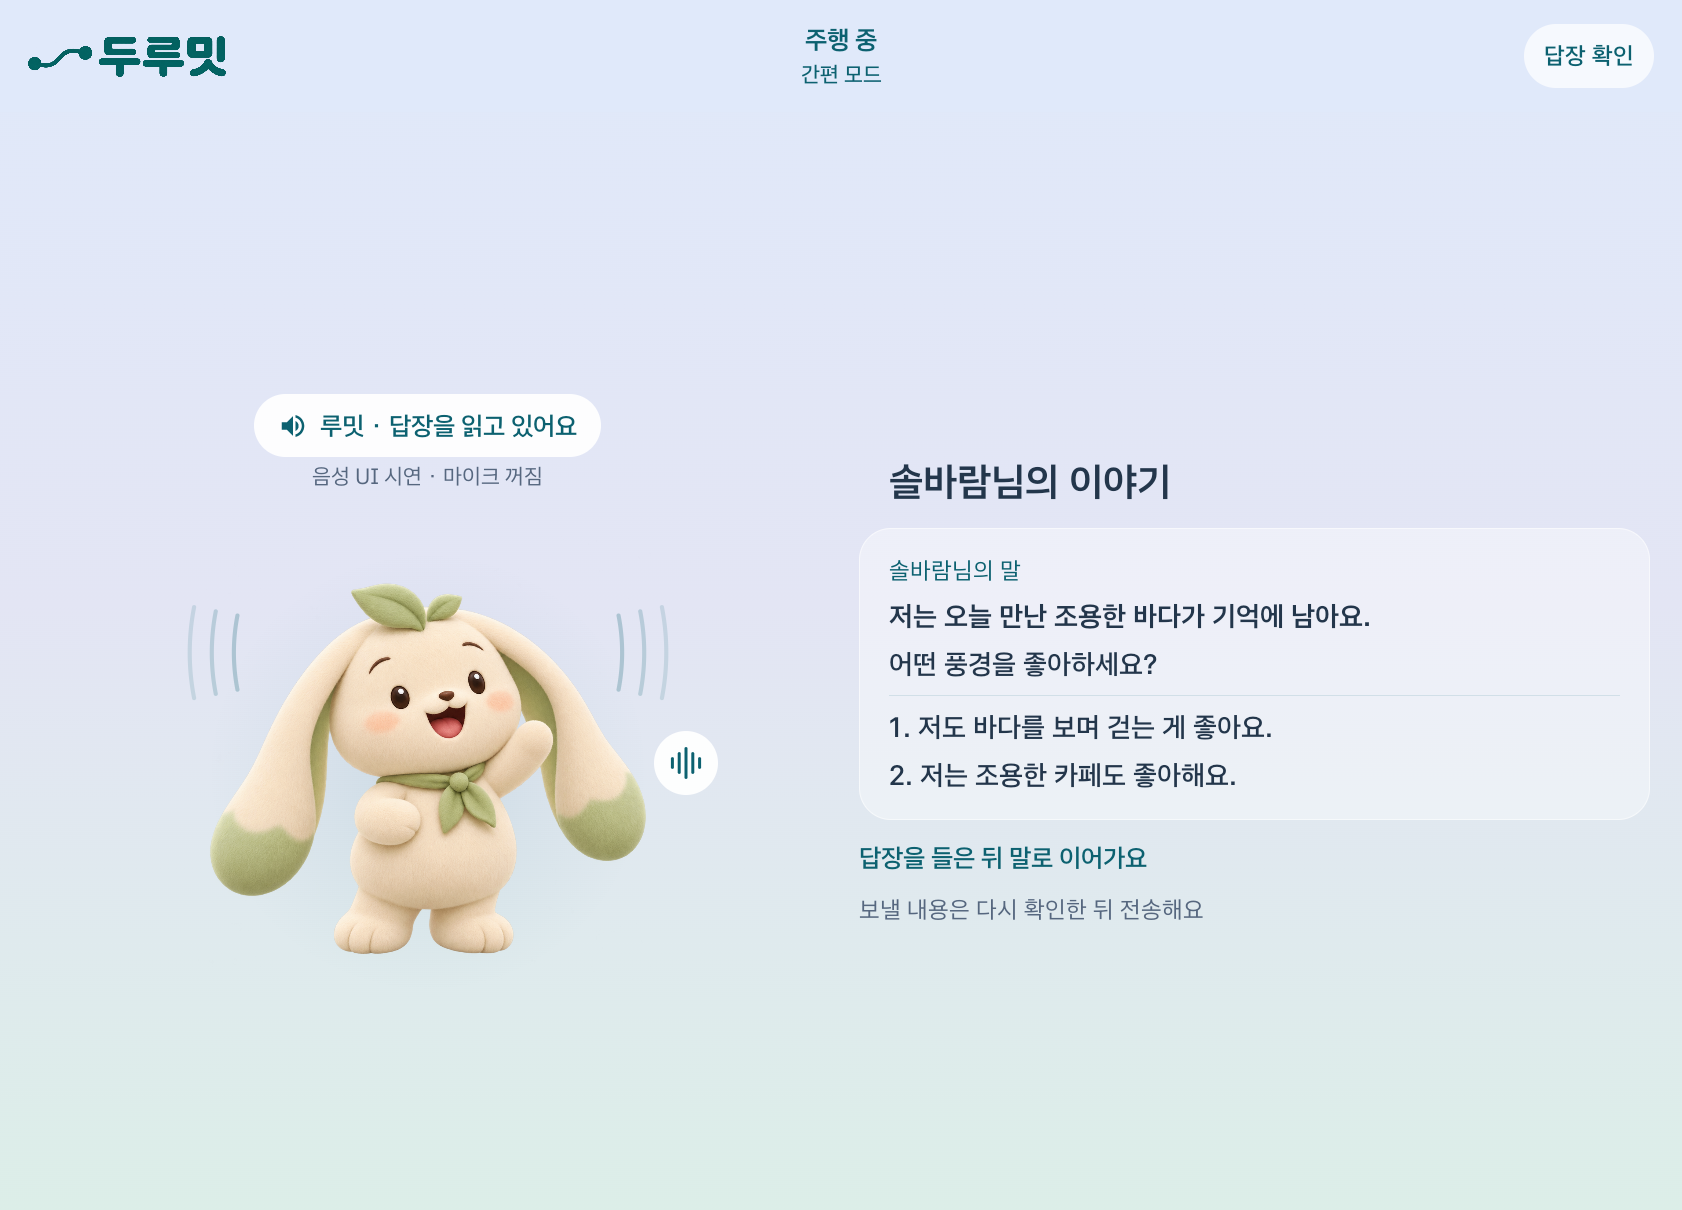 두루밋
주행 중
간편 모드
답장 확인
루밋 · 답장을 읽고 있어요
음성 UI 시연 · 마이크 꺼짐
솔바람님의 이야기
솔바람님의 말
저는 오늘 만난 조용한 바다가 기억에 남아요.
어떤 풍경을 좋아하세요?
1. 저도 바다를 보며 걷는 게 좋아요.
2. 저는 조용한 카페도 좋아해요.
답장을 들은 뒤 말로 이어가요
보낼 내용은 다시 확인한 뒤 전송해요